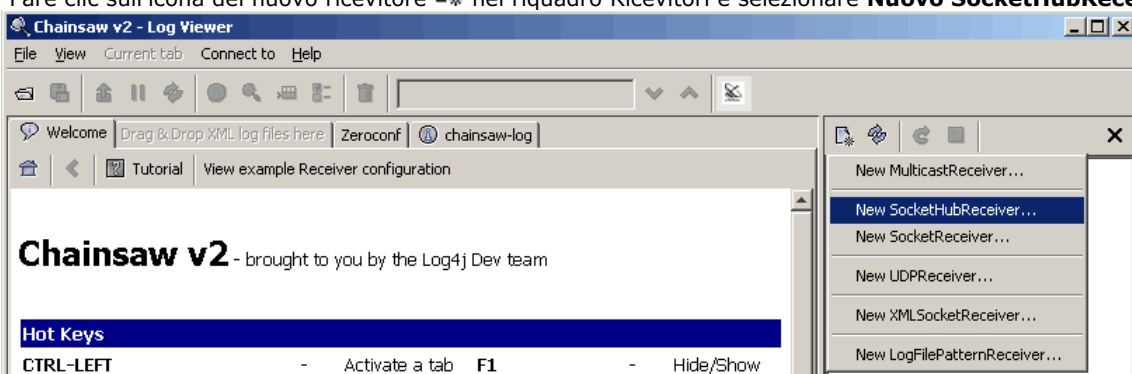 Fare clic sull'icona del nuovo ricevitore nel riquadro Ricevitori e selezionare Nuovo SocketHubRece
Chainsaw v2 - Log Viewer
File View Current tab Connect to Help
Welcome Drag & Drop XML log files here Zeroconf chainsaw-log
Tutorial View example Receiver configuration
New MulticastReceiver...
New SocketHubReceiver...
New SocketReceiver...
New UDPReceiver...
New XMLSocketReceiver...
New LogFilePatternReceiver...
Chainsaw v2 - brought to you by the Log4j Dev team
Hot Keys
CTRL-LEFT - Activate a tab F1 - Hide/Show